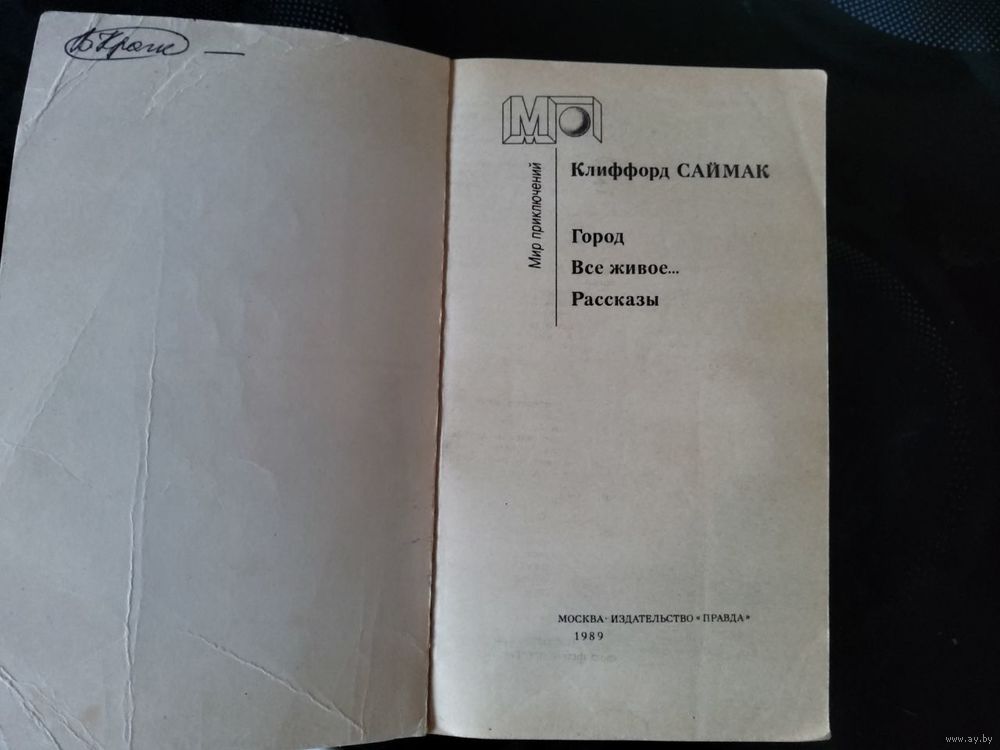 МП
Мир приключений
Клиффорд САЙМАК
Город
Все живое...
Рассказы
МОСКВА · ИЗДАТЕЛЬСТВО «ПРАВДА»
1989
www.ay.by